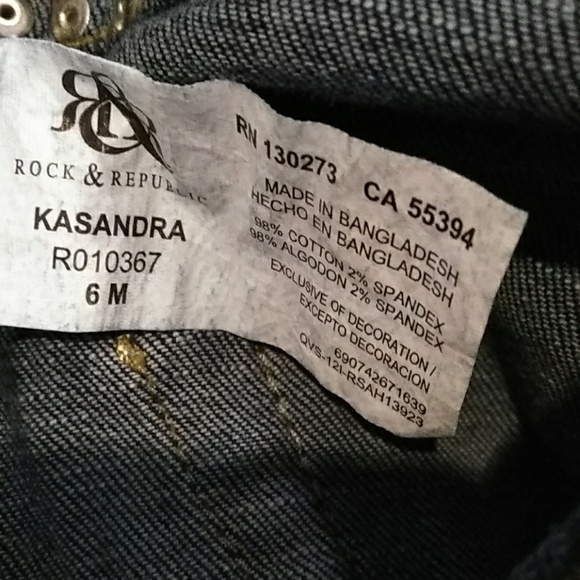 ROCK & REPUBLIC
KASANDRA
R010367
6 M
RN 130273 CA 55394
MADE IN BANGLADESH
HECHO EN BANGLADESH
98% COTTON 2% SPANDEX
98% ALGODON 2% SPANDEX
EXCLUSIVE OF DECORATION /
EXCEPTO DECORACION
690742671639
QVS-12I-RSAH13923